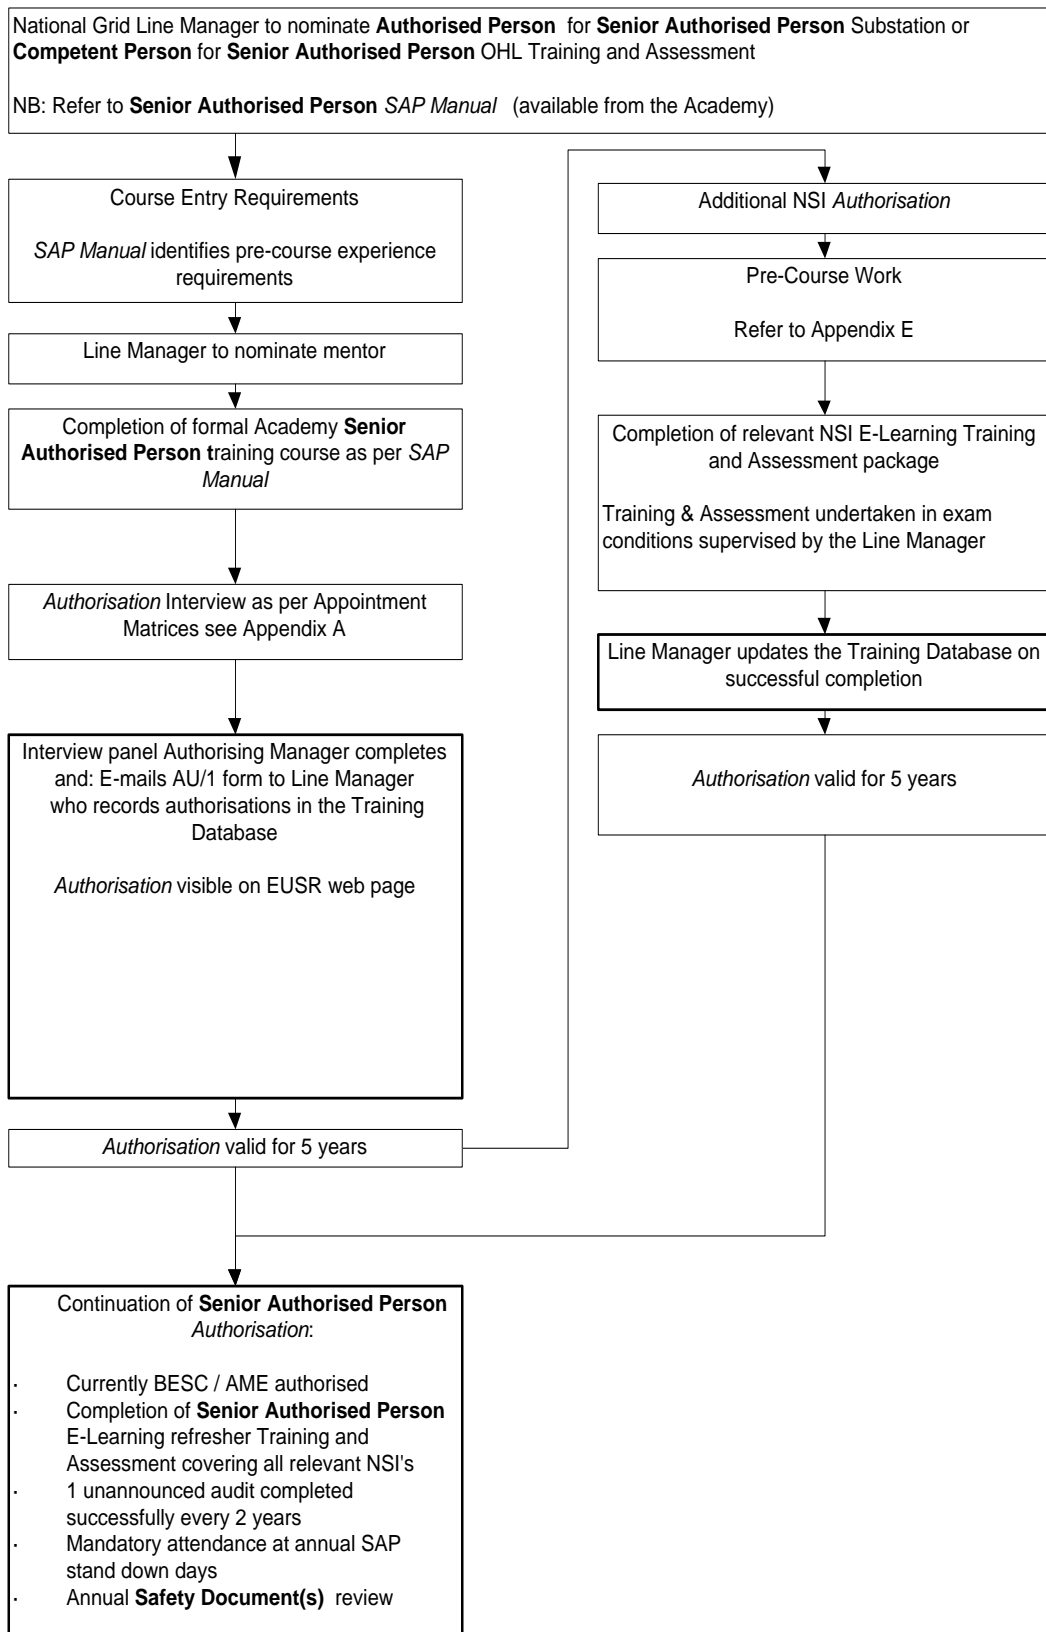 National Grid Line Manager to nominate Authorised Person for Senior Authorised Person Substation or
Competent Person for Senior Authorised Person OHL Training and Assessment
NB: Refer to Senior Authorised Person SAP Manual (available from the Academy)
Course Entry Requirements
SAP Manual identifies pre-course experience
requirements
Line Manager to nominate mentor
Completion of formal Academy Senior
Authorised Person training course as per SAP
Manual
Authorisation Interview as per Appointment
Matrices see Appendix A
Interview panel Authorising Manager completes
and: E-mails AU/1 form to Line Manager
who records authorisations in the Training
Database
Authorisation visible on EUSR web page
Authorisation valid for 5 years
Additional NSI Authorisation
Pre-Course Work
Refer to Appendix E
Completion of relevant NSI E-Learning Training
and Assessment package
Training & Assessment undertaken in exam
conditions supervised by the Line Manager
Line Manager updates the Training Database on
successful completion
Authorisation valid for 5 years
Continuation of Senior Authorised Person
Authorisation:
· Currently BESC / AME authorised
· Completion of Senior Authorised Person
E-Learning refresher Training and
Assessment covering all relevant NSI's
· 1 unannounced audit completed
successfully every 2 years
· Mandatory attendance at annual SAP
stand down days
· Annual Safety Document(s) review